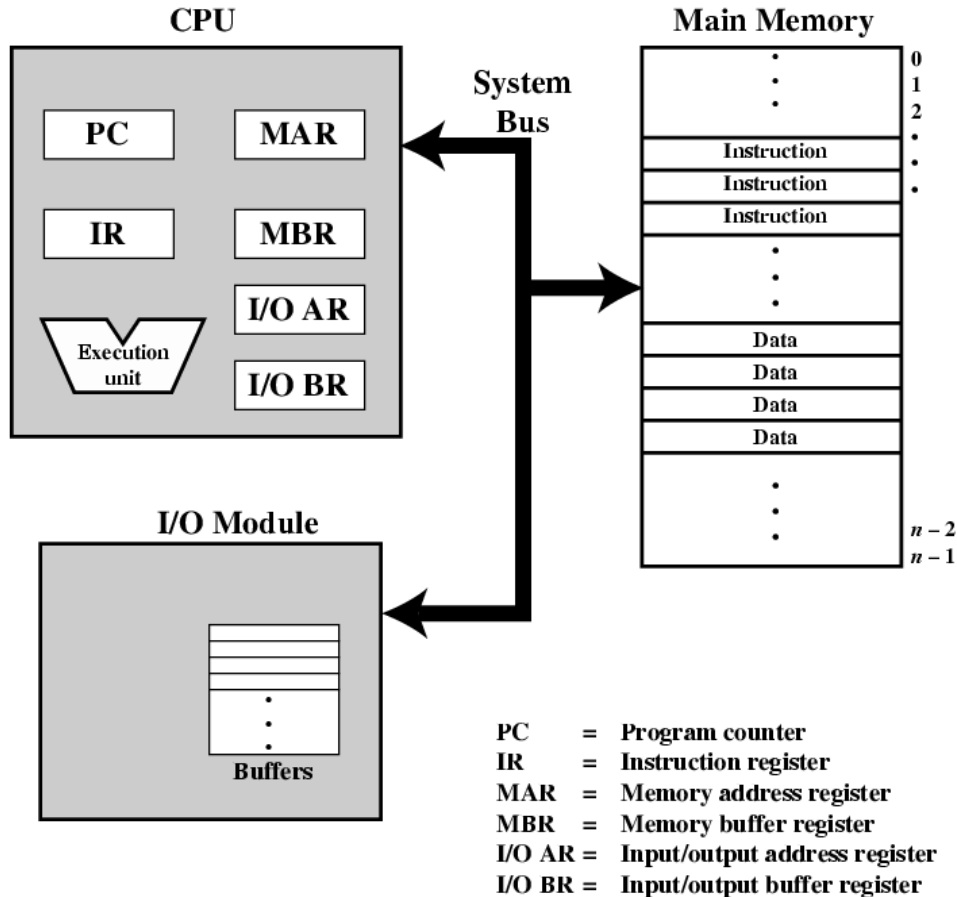 CPU
Main Memory
System
Bus
PC
MAR
IR
MBR
I/O AR
I/O BR
Execution
unit
0
1
2
Instruction
Instruction
Instruction
Data
Data
Data
Data
n – 2
n – 1
I/O Module
Buffers
PC = Program counter
IR = Instruction register
MAR = Memory address register
MBR = Memory buffer register
I/O AR = Input/output address register
I/O BR = Input/output buffer register